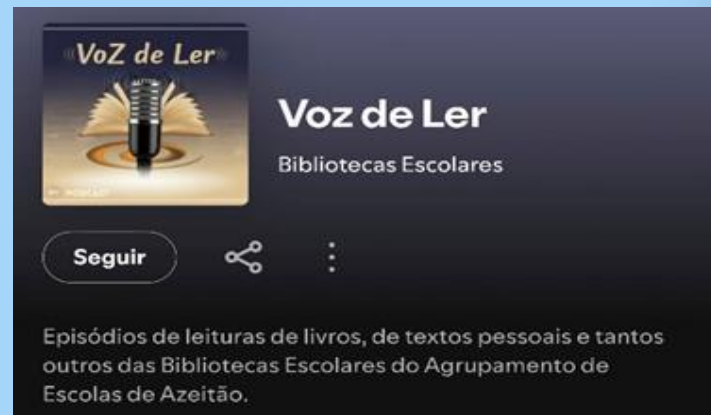 VoZ de Ler
PODCAST
Voz de Ler
Bibliotecas Escolares
Seguir
Episódios de leituras de livros, de textos pessoais e tantos
outros das Bibliotecas Escolares do Agrupamento de
Escolas de Azeitão.